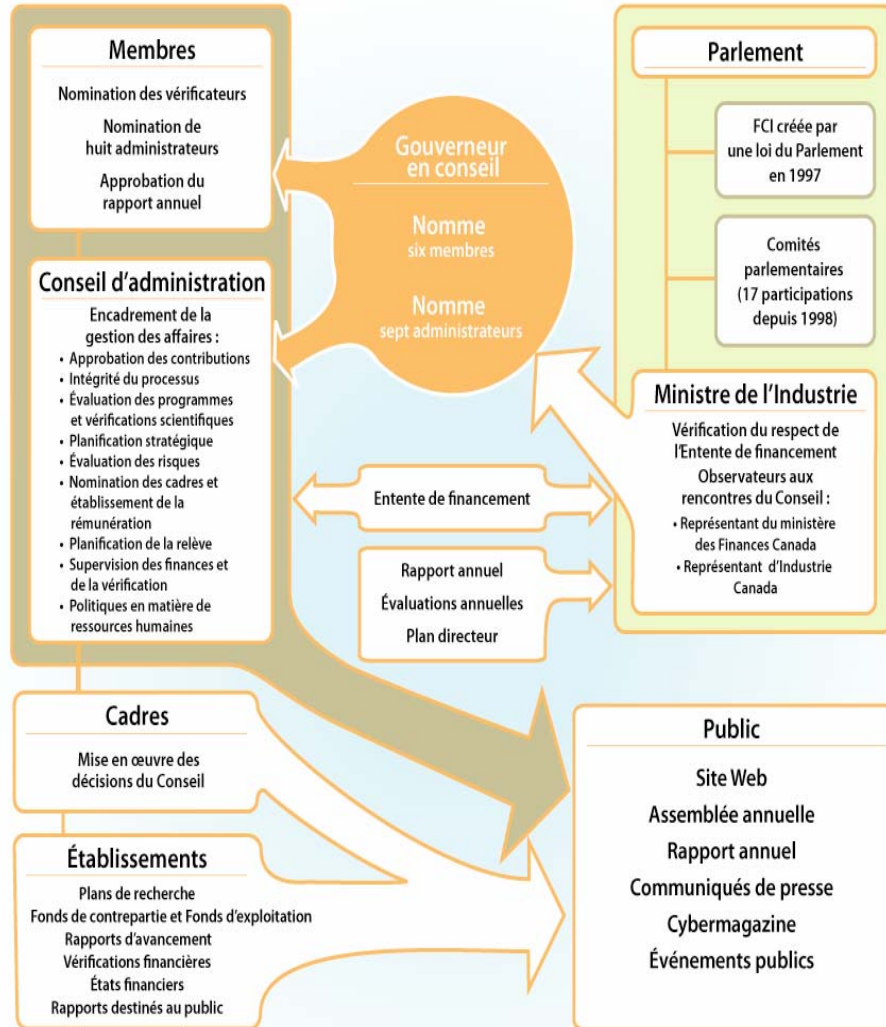 Membres
Nomination des vérificateurs
Nomination de
huit administrateurs
Approbation du
rapport annuel
Conseil d'administration
Encadrement de la
gestion des affaires :
• Approbation des contributions
• Intégrité du processus
• Évaluation des programmes
et vérifications scientifiques
• Planification stratégique
• Évaluation des risques
• Nomination des cadres et
établissement de la
rémunération
• Planification de la relève
• Supervision des finances et
de la vérification
• Politiques en matière de
ressources humaines
Cadres
Mise en œuvre des
décisions du Conseil
Établissements
Plans de recherche
Fonds de contrepartie et Fonds d'exploitation
Rapports d'avancement
Vérifications financières
États financiers
Rapports destinés au public
Gouverneur
en conseil
Nomme
six membres
Nomme
sept administrateurs
Entente de financement
Rapport annuel
Évaluations annuelles
Plan directeur
Parlement
FCI créée par
une loi du Parlement
en 1997
Comités
parlementaires
(17 participations
depuis 1998)
Ministre de l'Industrie
Vérification du respect de
l'Entente de financement
Observateurs aux
rencontres du Conseil :
• Représentant du ministère
des Finances Canada
• Représentant d'Industrie
Canada
Public
Site Web
Assemblée annuelle
Rapport annuel
Communiqués de presse
Cybermagazine
Événements publics